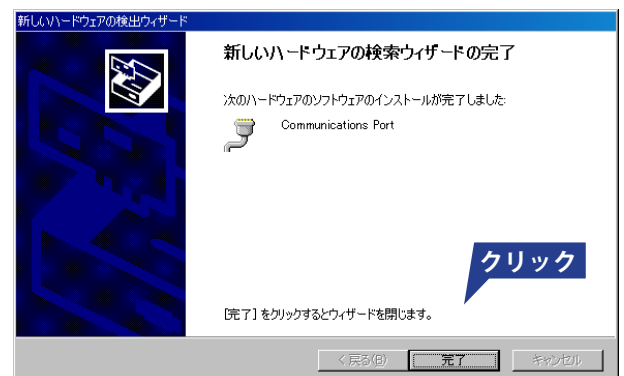 新しいハードウェアの検出ウィザード
新しいハードウェアの検索ウィザードの完了
次のハードウェアのソフトウェアのインストールが完了しました:
Communications Port
クリック
[完了] をクリックするとウィザードを閉じます。
< 戻る(B)
完了
キャンセル